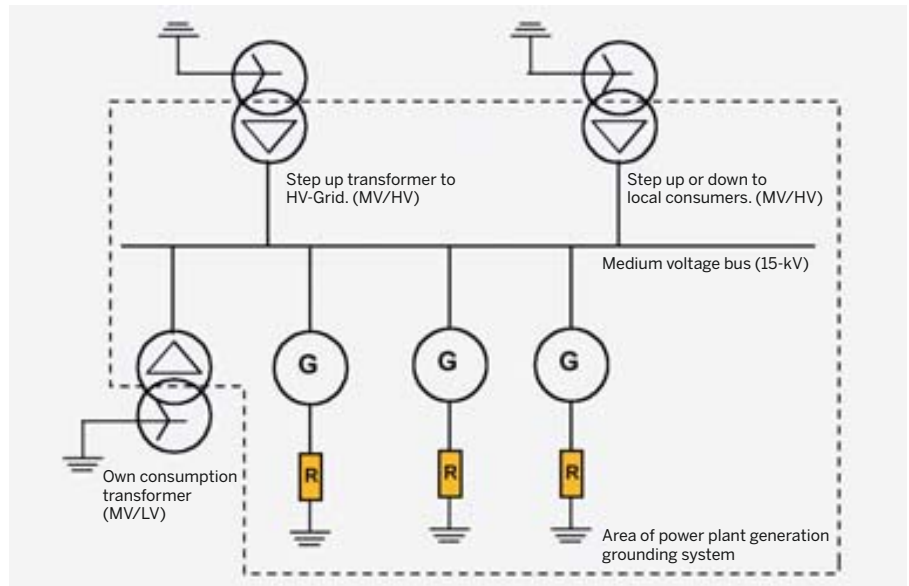 Step up transformer to
HV-Grid. (MV/HV)
Step up or down to
local consumers. (MV/HV)
Medium voltage bus (15-kV)
G
G
G
R
R
R
Own consumption
transformer
(MV/LV)
Area of power plant generation
grounding system